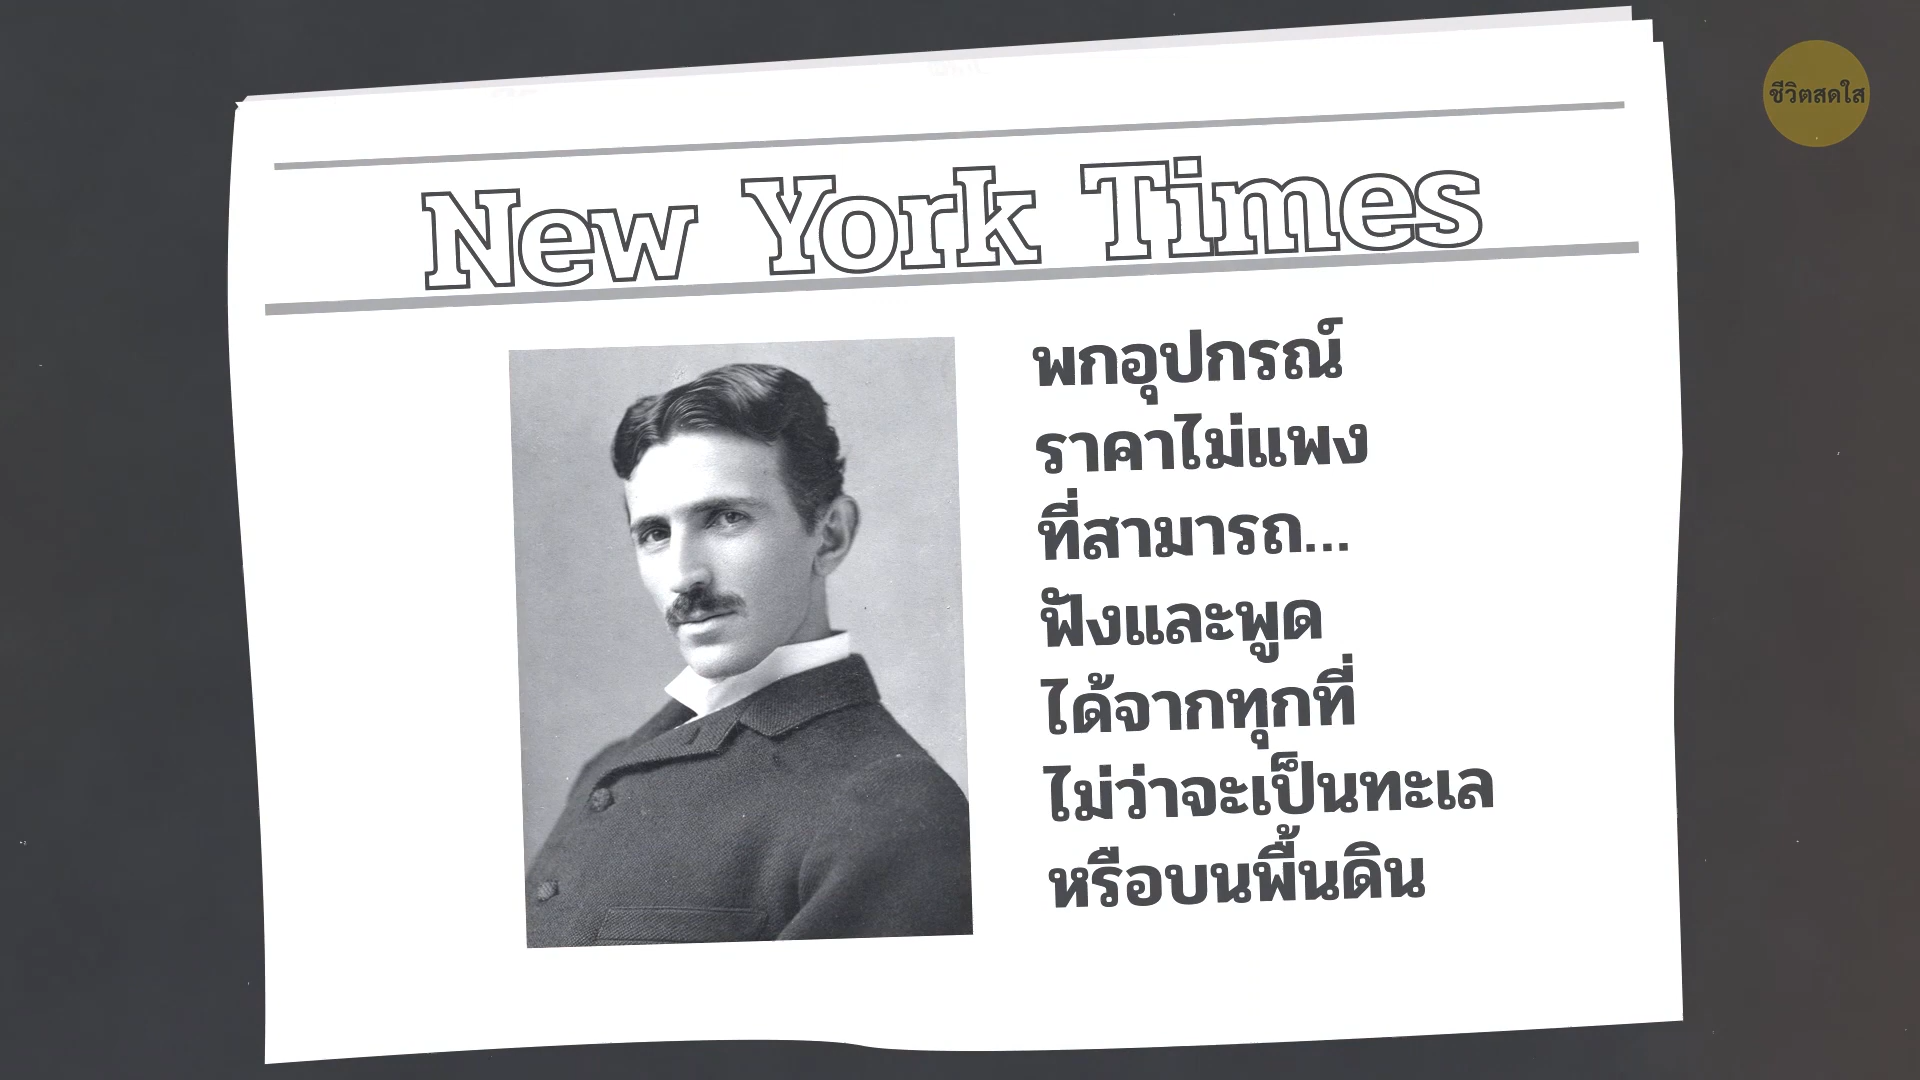 ชีวิตสดใส
New York Times
พกอุปกรณ์
ราคาไม่แพง
ที่สามารถ...
ฟังและพูด
ได้จากทุกที่
ไม่ว่าจะเป็นทะเล
หรือบนพื้นดิน